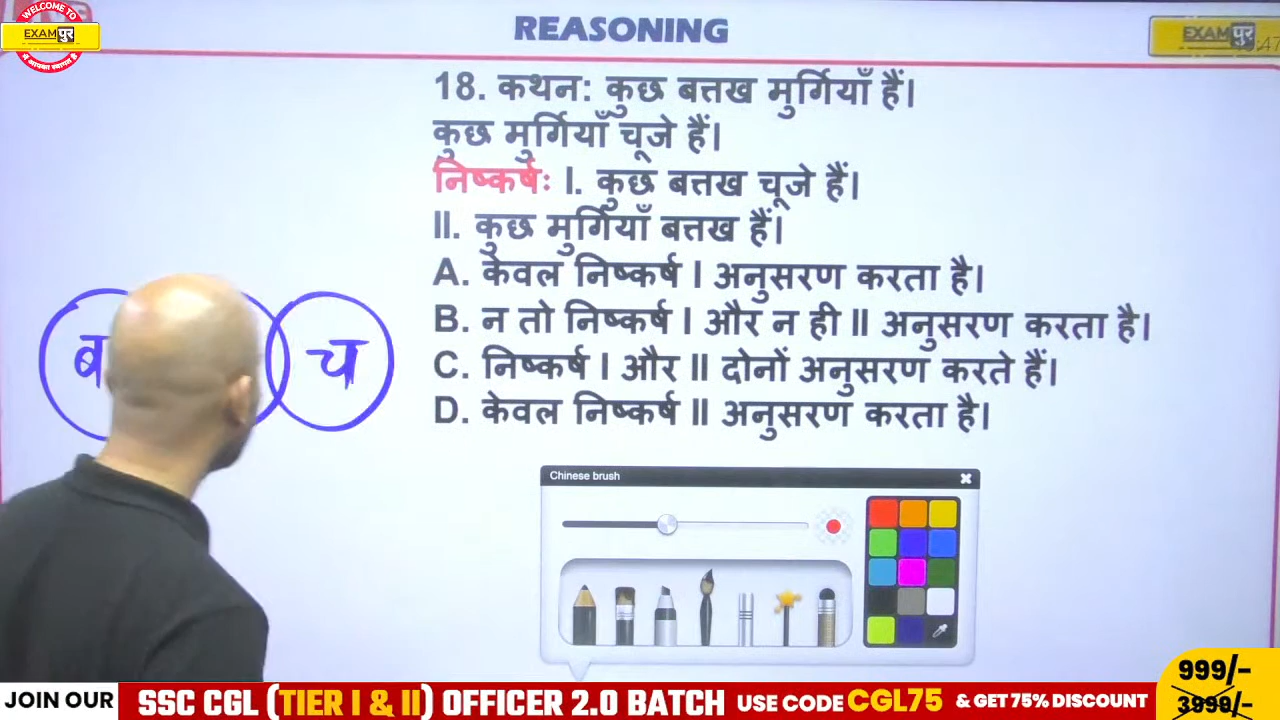 WELCOME TO
EXAMपुर
में आपका स्वागत है
REASONING
EXAMपुर
:47
18. कथन: कुछ बत्तख मुर्गियाँ हैं।
कुछ मुर्गियाँ चूजे हैं।
निष्कर्षः I. कुछ बत्तख चूजे हैं।
II. कुछ मुर्गियाँ बत्तख हैं।
A. केवल निष्कर्ष I अनुसरण करता है।
B. न तो निष्कर्ष I और न ही II अनुसरण करता है।
C. निष्कर्ष I और II दोनों अनुसरण करते हैं।
D. केवल निष्कर्ष II अनुसरण करता है।
ब च
Chinese brush
JOIN OUR SSC CGL (TIER I & II) OFFICER 2.0 BATCH USE CODE CGL75 & GET 75% DISCOUNT
999/-
3999/-